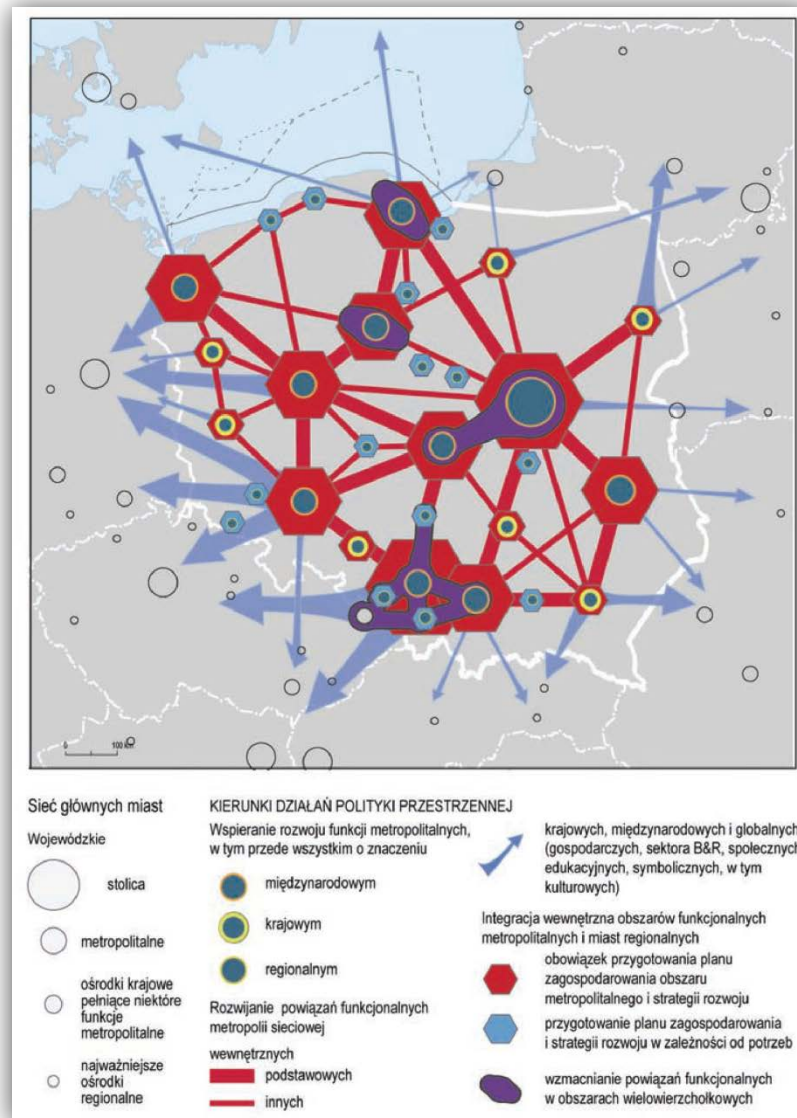 0 100 km
Sieć głównych miast
Wojewódzkie
stolica
metropolitalne
ośrodki krajowe
pełniące niektóre
funkcje
metropolitalne
najważniejsze
ośrodki
regionalne
KIERUNKI DZIAŁAŃ POLITYKI PRZESTRZENNEJ
Wspieranie rozwoju funkcji metropolitalnych,
w tym przede wszystkim o znaczeniu
międzynarodowym
krajowym
regionalnym
Rozwijanie powiązań funkcjonalnych
metropolii sieciowej
wewnętrznych
podstawowych
innych
krajowych, międzynarodowych i globalnych
(gospodarczych, sektora B&R, społecznych
edukacyjnych, symbolicznych, w tym
kulturowych)
Integracja wewnętrzna obszarów funkcjonalnych
metropolitalnych i miast regionalnych
obowiązek przygotowania planu
zagospodarowania obszaru
metropolitalnego i strategii rozwoju
przygotowanie planu zagospodarowania
i strategii rozwoju w zależności od potrzeb
wzmacnianie powiązań funkcjonalnych
w obszarach wielowierzchołkowych